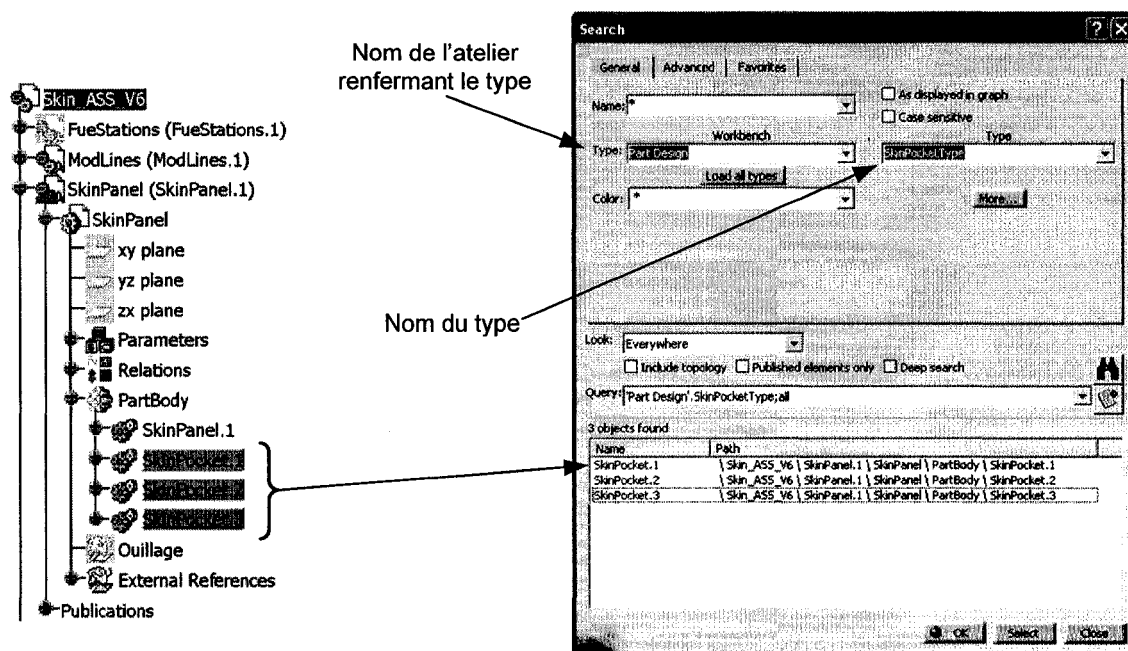 Nom de l'atelier
renfermant le type
Nom du type
Skin_ASS_V6
FueStations (FueStations.1)
ModLines (ModLines.1)
SkinPanel (SkinPanel.1)
SkinPanel
xy plane
yz plane
zx plane
Parameters
Relations
PartBody
SkinPanel.1
Ouillage
External References
Publications
Search
General
Advanced
Favorites
Name: *
As displayed in graph
Case sensitive
Workbench
Type
Type: Part Design
SkinPocketType
Load all types
Color: *
More...
Look: Everywhere
Include topology
Published elements only
Deep search
Query: 'Part Design'.SkinPocketType;all
3 objects found
Name Path
SkinPocket.1 \ Skin_ASS_V6 \ SkinPanel.1 \ SkinPanel \ PartBody \ SkinPocket.1
SkinPocket.2 \ Skin_ASS_V6 \ SkinPanel.1 \ SkinPanel \ PartBody \ SkinPocket.2
SkinPocket.3 \ Skin_ASS_V6 \ SkinPanel.1 \ SkinPanel \ PartBody \ SkinPocket.3
OK
Select
Close